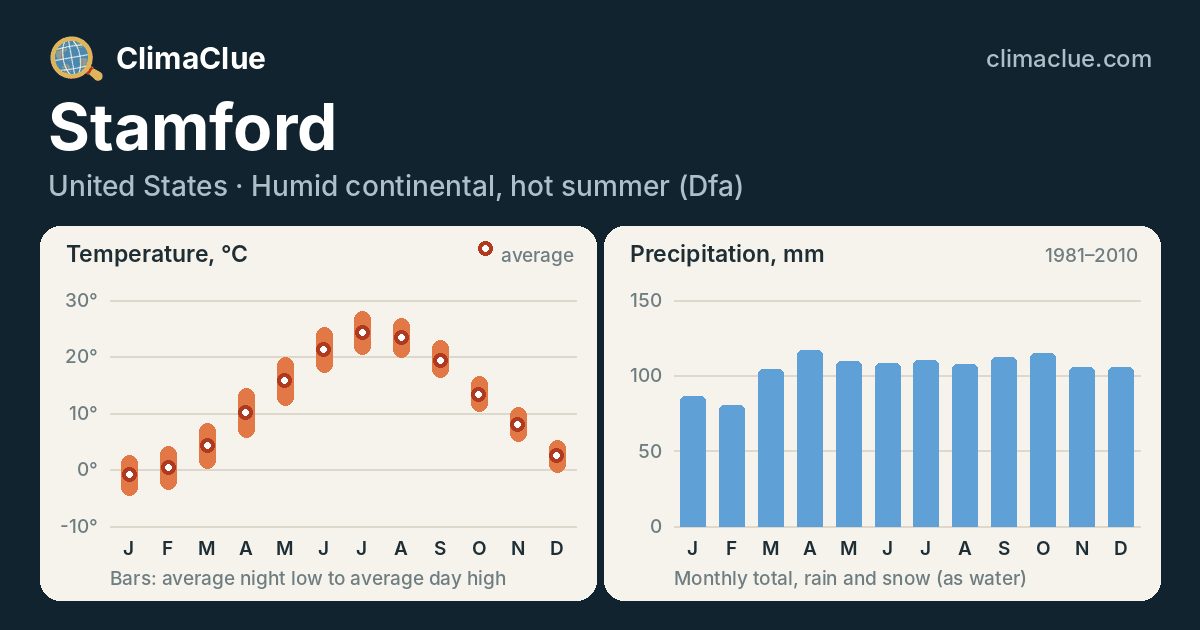 ClimaClue
climaclue.com
Stamford
United States · Humid continental, hot summer (Dfa)
Temperature, °C
average
30°
20°
10°
0°
-10°
J F M A M J J A S O N D
Bars: average night low to average day high
Precipitation, mm
1981–2010
150
100
50
0
J F M A M J J A S O N D
Monthly total, rain and snow (as water)